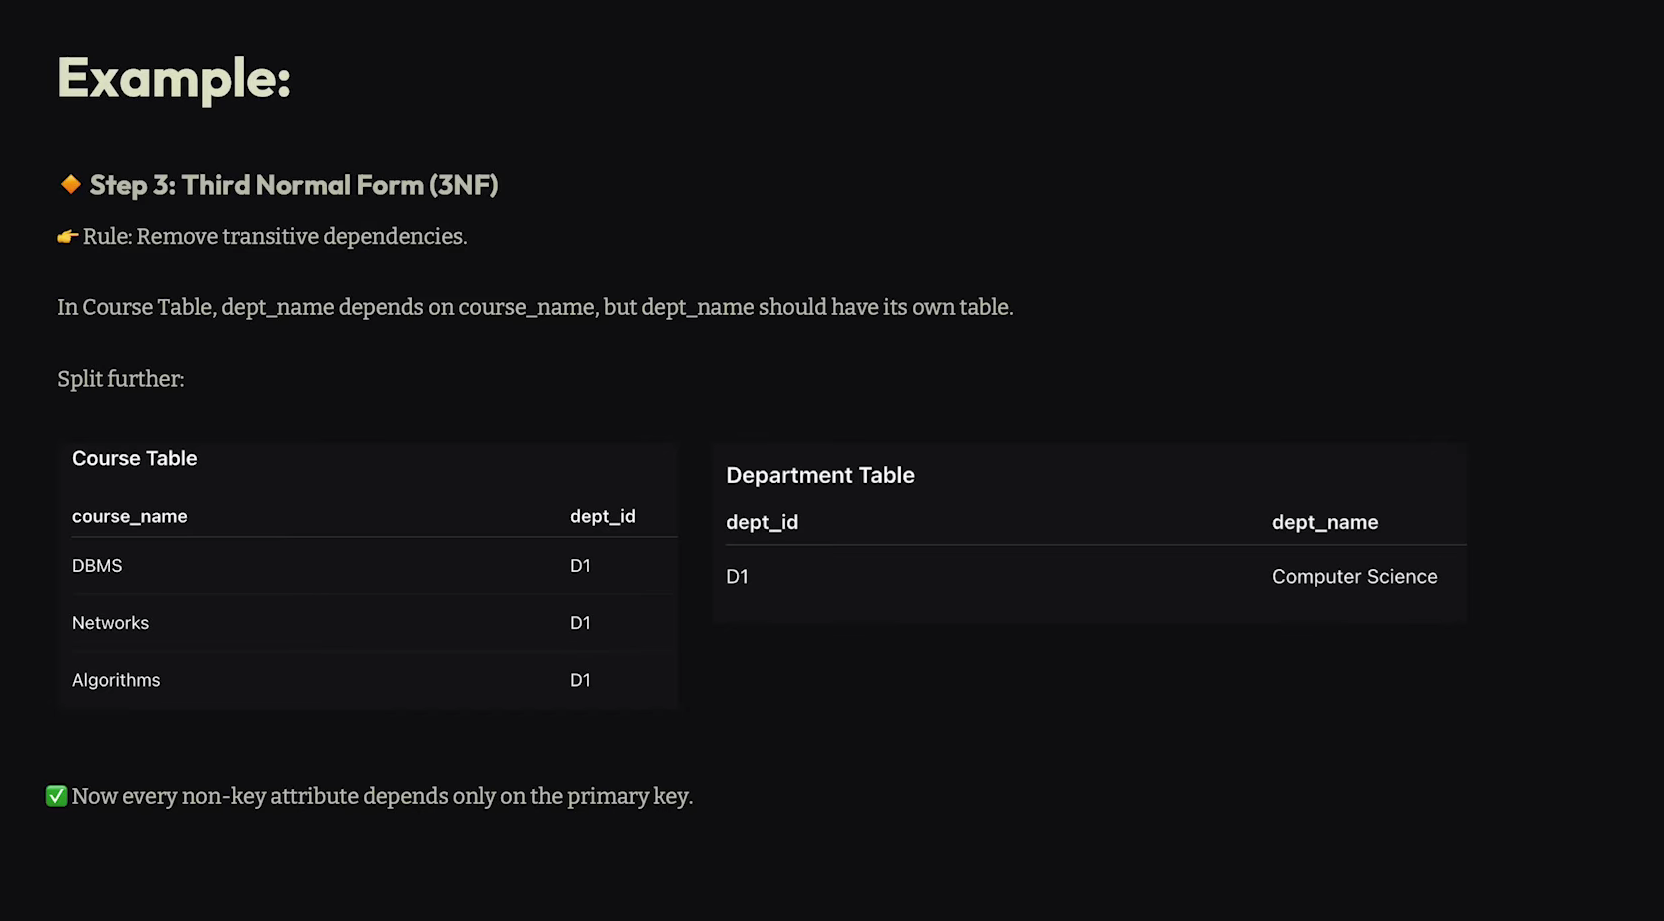 Example:
🔶 Step 3: Third Normal Form (3NF)
👉 Rule: Remove transitive dependencies.
In Course Table, dept_name depends on course_name, but dept_name should have its own table.
Split further:
Course Table
course_name dept_id
DBMS D1
Networks D1
Algorithms D1
Department Table
dept_id dept_name
D1 Computer Science
✅ Now every non-key attribute depends only on the primary key.